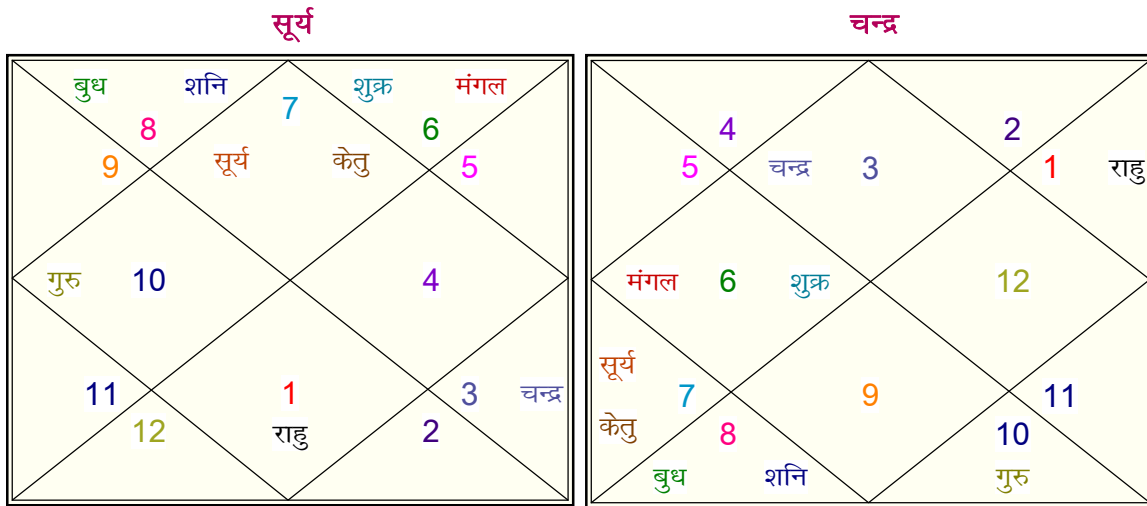 सूर्य
बुध शनि 7 शुक्र मंगल
8 6
9 सूर्य केतु 5
गुरु 10 4
11 1 3 चन्द्र
12 राहु 2
चन्द्र
4 2
5 चन्द्र 3 1 राहु
मंगल 6 शुक्र 12
सूर्य
7 9 11
केतु 8 10
बुध शनि गुरु